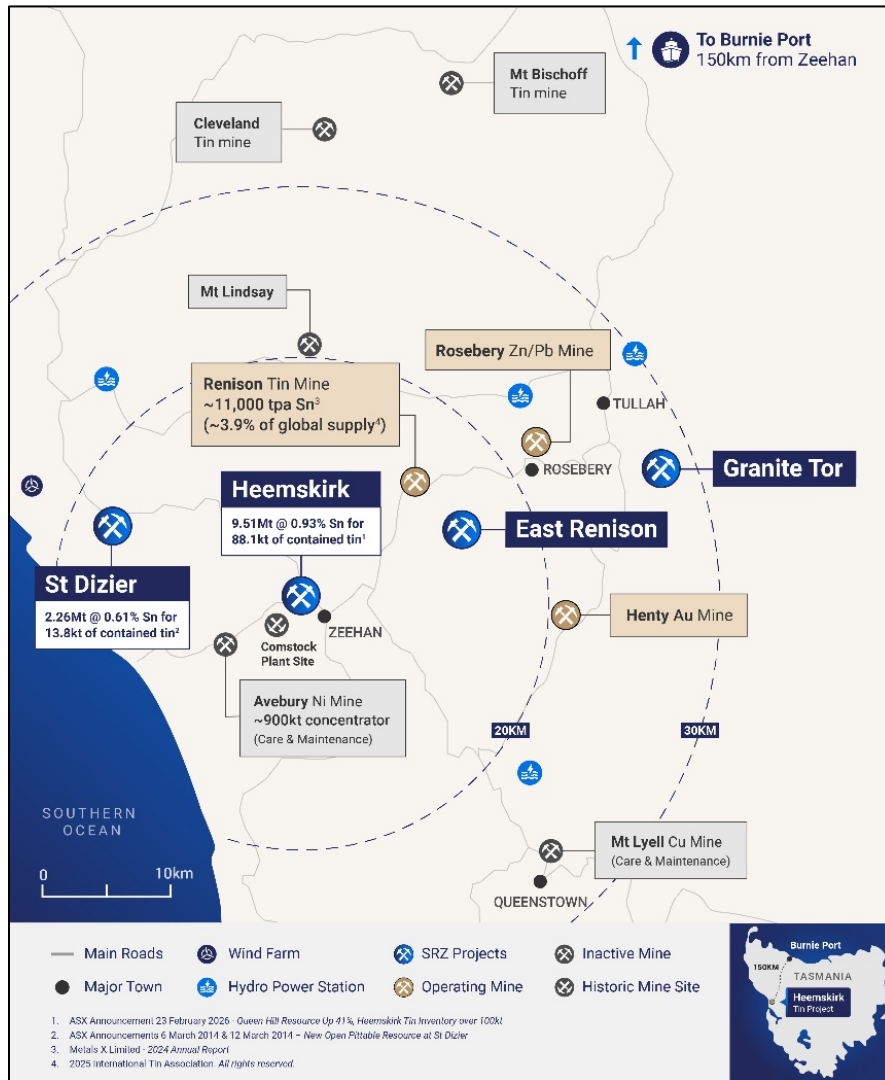 To Burnie Port
150km from Zeehan
Mt Bischoff
Tin mine
Cleveland
Tin mine
Mt Lindsay
Rosebery Zn/Pb Mine
Renison Tin Mine
~11,000 tpa Sn³
(~3.9% of global supply⁴)
TULLAH
ROSEBERY
Granite Tor
Heemskirk
9.51Mt @ 0.93% Sn for
88.1kt of contained tin¹
East Renison
St Dizier
2.26Mt @ 0.61% Sn for
13.8kt of contained tin²
Henty Au Mine
ZEEHAN
Comstock
Plant Site
Avebury Ni Mine
~900kt concentrator
(Care & Maintenance)
20KM
30KM
SOUTHERN
OCEAN
0 10km
Mt Lyell Cu Mine
(Care & Maintenance)
QUEENSTOWN
Main Roads
Wind Farm
SRZ Projects
Inactive Mine
Major Town
Hydro Power Station
Operating Mine
Historic Mine Site
1. ASX Announcement 23 February 2026 - Queen Hill Resource Up 41%, Heemskirk Tin Inventory over 100kt
2. ASX Announcements 6 March 2014 & 12 March 2014 – New Open Pittable Resource at St Dizier
3. Metals X Limited - 2024 Annual Report
4. 2025 International Tin Association. All rights reserved.
Burnie Port
150KM
TASMANIA
Heemskirk
Tin Project